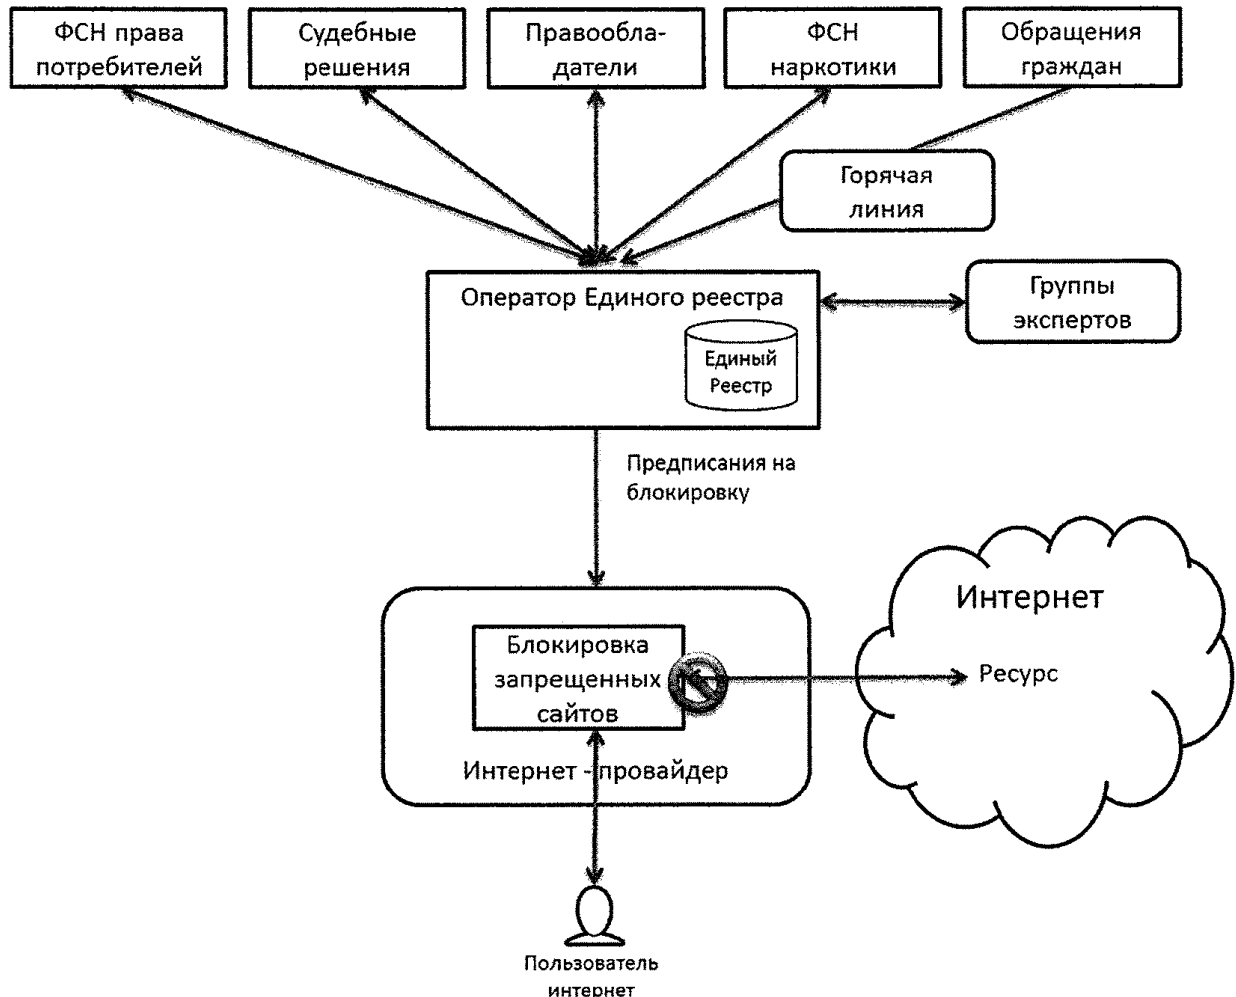 ФСН права
потребителей
Судебные
решения
Правообла-
датели
ФСН
наркотики
Обращения
граждан
Горячая
линия
Оператор Единого реестра
Единый
Реестр
Группы
экспертов
Предписания на
блокировку
Интернет
Ресурс
Блокировка
запрещенных
сайтов
Интернет - провайдер
Пользователь
интернет